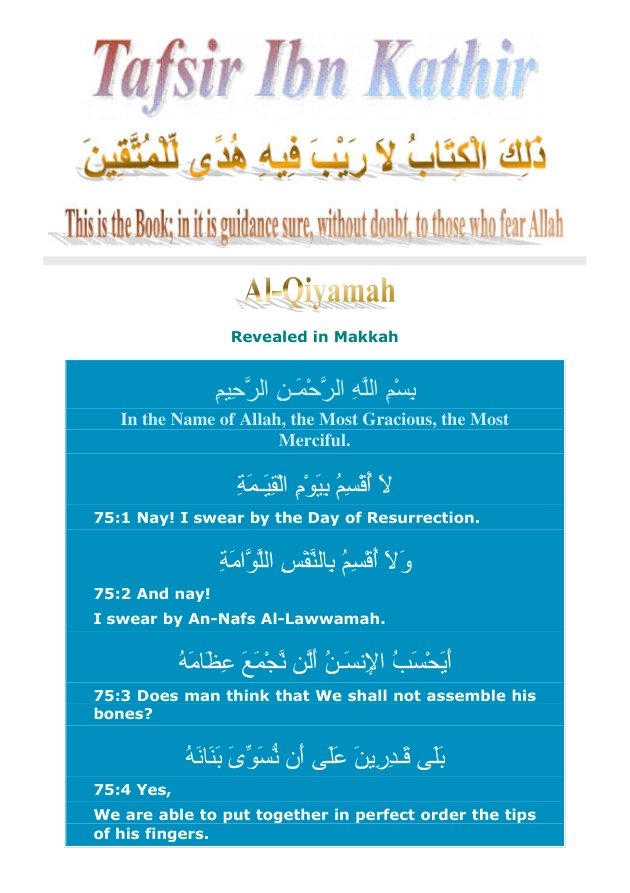 Tafsir Ibn Kathir
ذَلِكَ الْكِتَابُ لاَ رَيْبَ فِيهِ هُدًى لِّلْمُتَّقِينَ
This is the Book; in it is guidance sure, without doubt, to those who fear Allah
Al-Qiyamah
Revealed in Makkah
بِسْمِ اللَّهِ الرَّحْمَـنِ الرَّحِيمِ
In the Name of Allah, the Most Gracious, the Most
Merciful.
لاَ أُقْسِمُ بِيَوْمِ الْقِيَـمَةِ
75:1 Nay! I swear by the Day of Resurrection.
وَلاَ أُقْسِمُ بِالنَّفْسِ اللَّوَّامَةِ
75:2 And nay!
I swear by An-Nafs Al-Lawwamah.
أَيَحْسَبُ الإِنسَـنُ أَلَّن نَّجْمَعَ عِظَامَهُ
75:3 Does man think that We shall not assemble his
bones?
بَلَى قَـدِرِينَ عَلَى أَن نُّسَوِّىَ بَنَانَهُ
75:4 Yes,
We are able to put together in perfect order the tips
of his fingers.